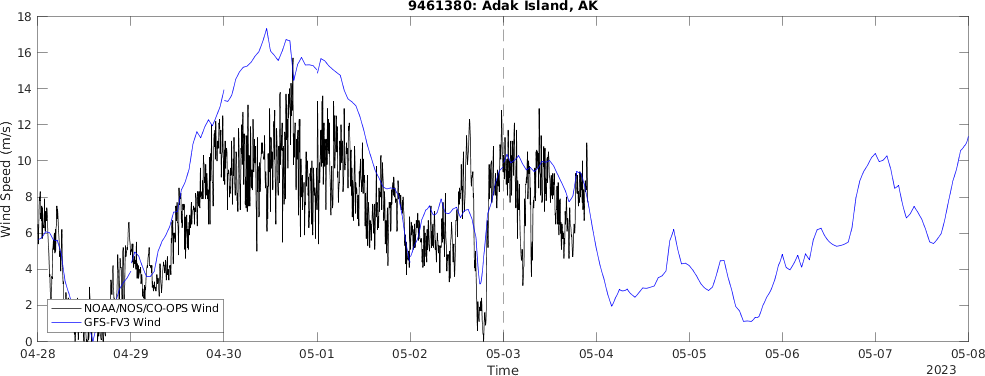 9461380: Adak Island, AK
18
16
14
12
10
8
6
4
2
0
Wind Speed (m/s)
NOAA/NOS/CO-OPS Wind
GFS-FV3 Wind
04-28 04-29 04-30 05-01 05-02 05-03 05-04 05-05 05-06 05-07 05-08
Time
2023